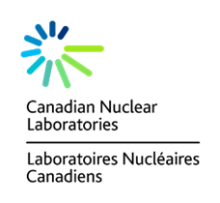 Canadian Nuclear
Laboratories
Laboratoires Nucléaires
Canadiens